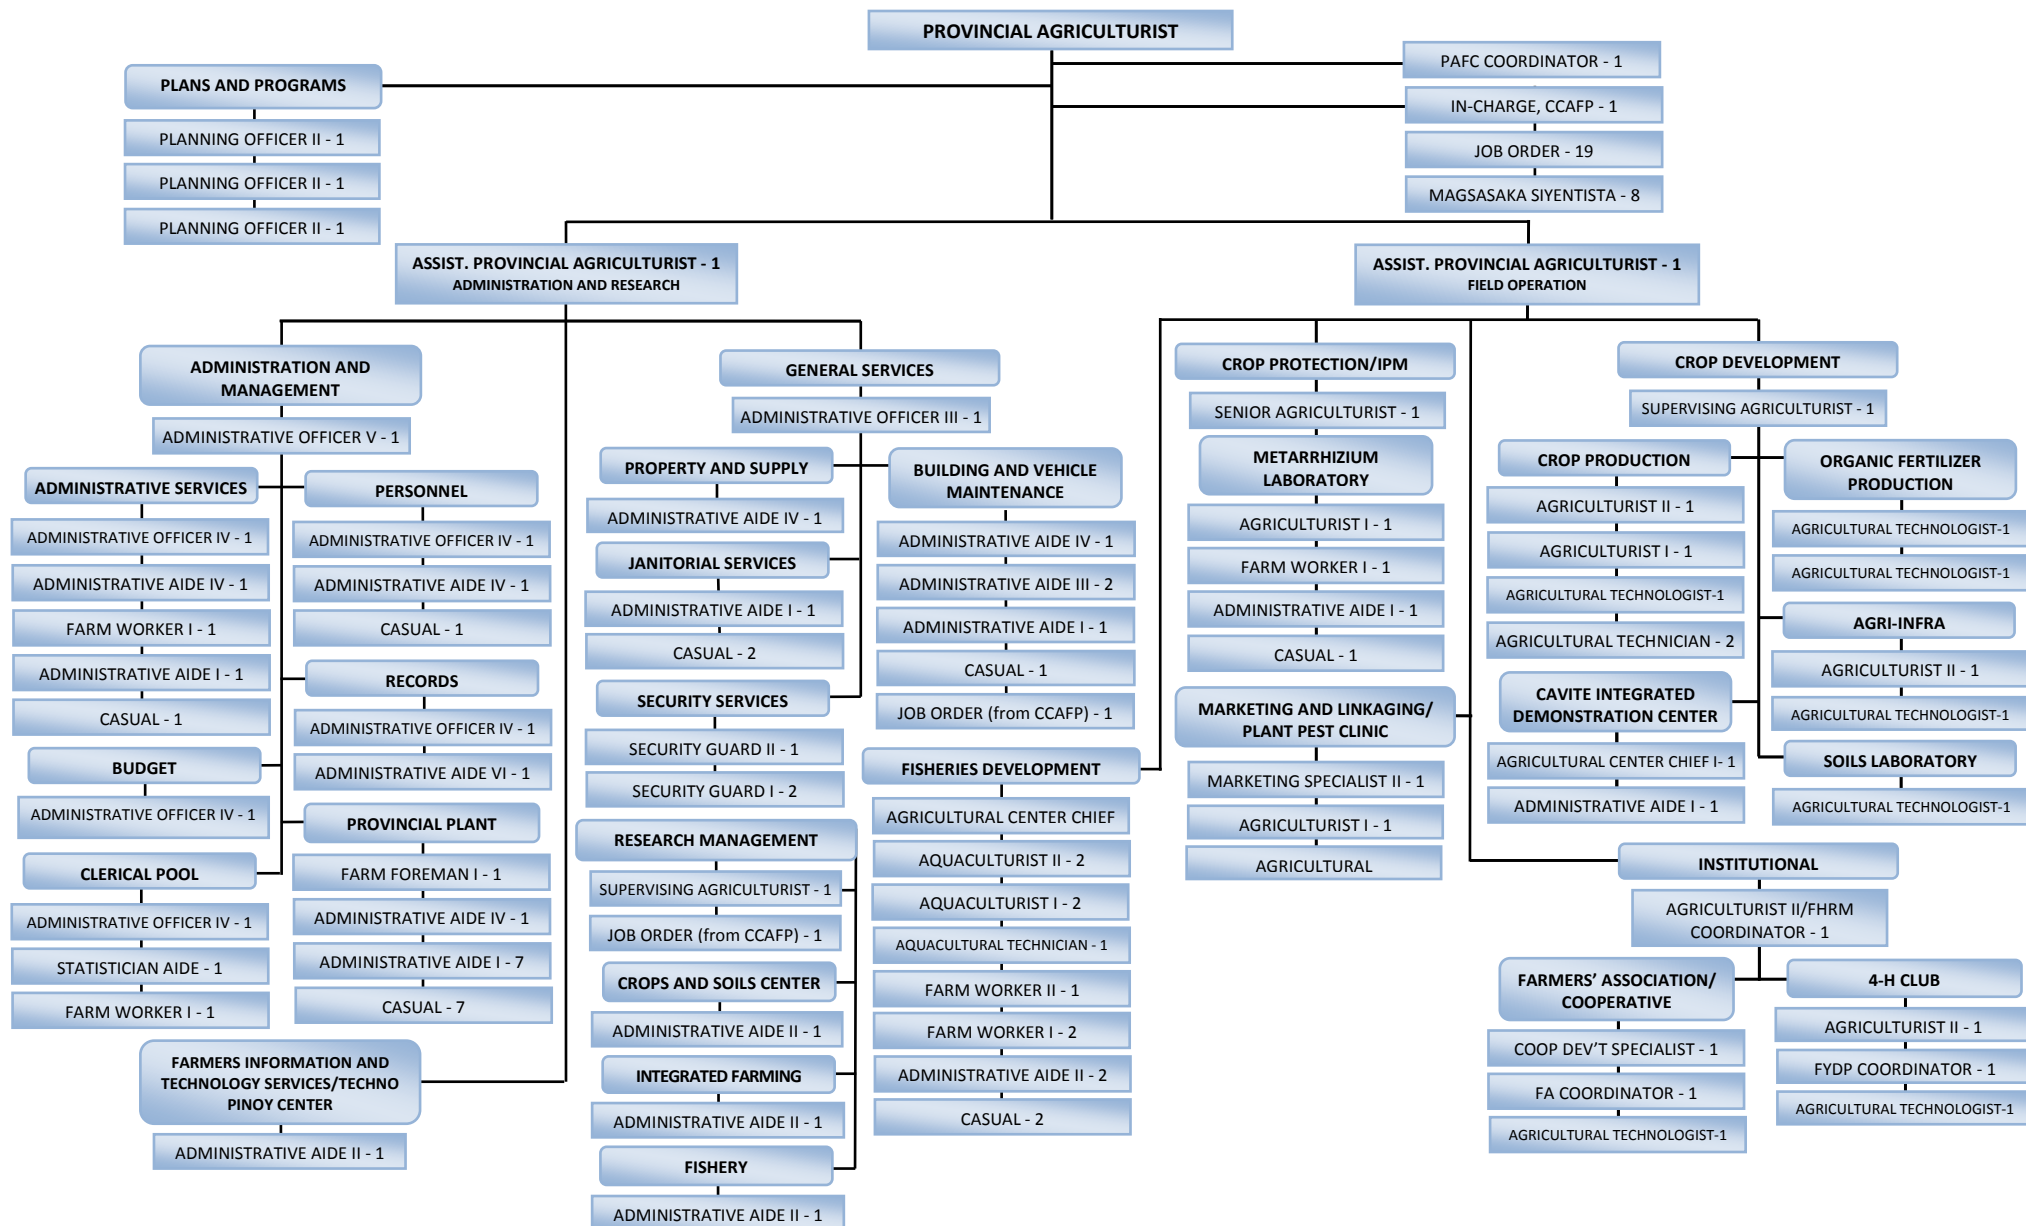 PROVINCIAL AGRICULTURIST
PAFC COORDINATOR - 1
IN-CHARGE, CCAFP - 1
JOB ORDER - 19
MAGSASAKA SIYENTISTA - 8
PLANS AND PROGRAMS
PLANNING OFFICER II - 1
PLANNING OFFICER II - 1
PLANNING OFFICER II - 1
ASSIST. PROVINCIAL AGRICULTURIST - 1
ADMINISTRATION AND RESEARCH
ASSIST. PROVINCIAL AGRICULTURIST - 1
FIELD OPERATION
ADMINISTRATION AND
MANAGEMENT
ADMINISTRATIVE OFFICER V - 1
ADMINISTRATIVE SERVICES
ADMINISTRATIVE OFFICER IV - 1
ADMINISTRATIVE AIDE IV - 1
FARM WORKER I - 1
ADMINISTRATIVE AIDE I - 1
CASUAL - 1
BUDGET
ADMINISTRATIVE OFFICER IV - 1
CLERICAL POOL
ADMINISTRATIVE OFFICER IV - 1
STATISTICIAN AIDE - 1
FARM WORKER I - 1
PERSONNEL
ADMINISTRATIVE OFFICER IV - 1
ADMINISTRATIVE AIDE IV - 1
CASUAL - 1
RECORDS
ADMINISTRATIVE OFFICER IV - 1
ADMINISTRATIVE AIDE VI - 1
PROVINCIAL PLANT
FARM FOREMAN I - 1
ADMINISTRATIVE AIDE IV - 1
ADMINISTRATIVE AIDE I - 7
CASUAL - 7
FARMERS INFORMATION AND
TECHNOLOGY SERVICES/TECHNO
PINOY CENTER
ADMINISTRATIVE AIDE II - 1
GENERAL SERVICES
ADMINISTRATIVE OFFICER III - 1
PROPERTY AND SUPPLY
ADMINISTRATIVE AIDE IV - 1
JANITORIAL SERVICES
ADMINISTRATIVE AIDE I - 1
CASUAL - 2
SECURITY SERVICES
SECURITY GUARD II - 1
SECURITY GUARD I - 2
BUILDING AND VEHICLE
MAINTENANCE
ADMINISTRATIVE AIDE IV - 1
ADMINISTRATIVE AIDE III - 2
ADMINISTRATIVE AIDE I - 1
CASUAL - 1
JOB ORDER (from CCAFP) - 1
RESEARCH MANAGEMENT
SUPERVISING AGRICULTURIST - 1
JOB ORDER (from CCAFP) - 1
CROPS AND SOILS CENTER
ADMINISTRATIVE AIDE II - 1
INTEGRATED FARMING
ADMINISTRATIVE AIDE II - 1
FISHERY
ADMINISTRATIVE AIDE II - 1
FISHERIES DEVELOPMENT
AGRICULTURAL CENTER CHIEF
AQUACULTURIST II - 2
AQUACULTURIST I - 2
AQUACULTURAL TECHNICIAN - 1
FARM WORKER II - 1
FARM WORKER I - 2
ADMINISTRATIVE AIDE II - 2
CASUAL - 2
CROP PROTECTION/IPM
SENIOR AGRICULTURIST - 1
METARRHIZIUM
LABORATORY
AGRICULTURIST I - 1
FARM WORKER I - 1
ADMINISTRATIVE AIDE I - 1
CASUAL - 1
MARKETING AND LINKAGING/
PLANT PEST CLINIC
MARKETING SPECIALIST II - 1
AGRICULTURIST I - 1
AGRICULTURAL
CROP DEVELOPMENT
SUPERVISING AGRICULTURIST - 1
CROP PRODUCTION
AGRICULTURIST II - 1
AGRICULTURIST I - 1
AGRICULTURAL TECHNOLOGIST-1
AGRICULTURAL TECHNICIAN - 2
CAVITE INTEGRATED
DEMONSTRATION CENTER
AGRICULTURAL CENTER CHIEF I- 1
ADMINISTRATIVE AIDE I - 1
ORGANIC FERTILIZER
PRODUCTION
AGRICULTURAL TECHNOLOGIST-1
AGRICULTURAL TECHNOLOGIST-1
AGRI-INFRA
AGRICULTURIST II - 1
AGRICULTURAL TECHNOLOGIST-1
SOILS LABORATORY
AGRICULTURAL TECHNOLOGIST-1
INSTITUTIONAL
AGRICULTURIST II/FHRM
COORDINATOR - 1
FARMERS' ASSOCIATION/
COOPERATIVE
COOP DEV'T SPECIALIST - 1
FA COORDINATOR - 1
AGRICULTURAL TECHNOLOGIST-1
4-H CLUB
AGRICULTURIST II - 1
FYDP COORDINATOR - 1
AGRICULTURAL TECHNOLOGIST-1